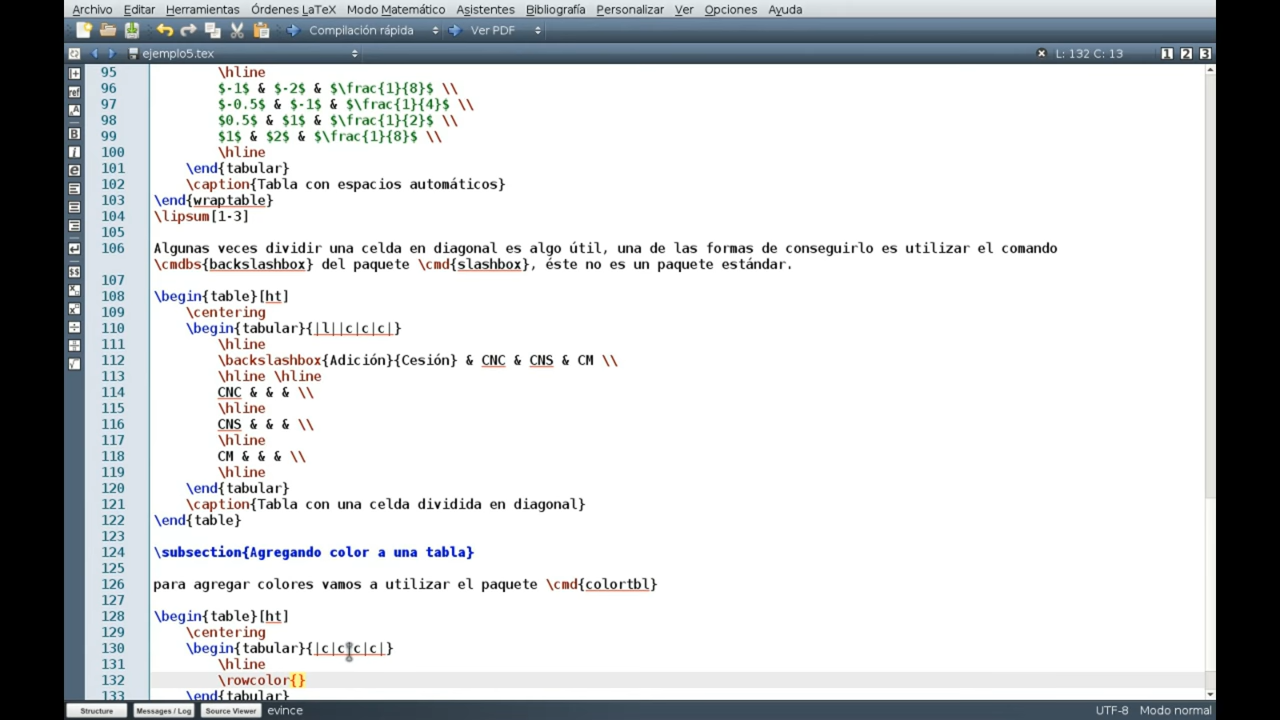 Archivo Editar Herramientas Órdenes LaTeX Modo Matemático Asistentes Bibliografía Personalizar Ver Opciones Ayuda
Compilación rápida Ver PDF
ejemplo5.tex L: 132 C: 13 1 2 3
95 \hline
96 $-1$ & $-2$ & $\frac{1}{8}$ \\
97 $-0.5$ & $-1$ & $\frac{1}{4}$ \\
98 $0.5$ & $1$ & $\frac{1}{2}$ \\
99 $1$ & $2$ & $\frac{1}{8}$ \\
100 \hline
101 \end{tabular}
102 \caption{Tabla con espacios automáticos}
103 \end{wraptable}
104 \lipsum[1-3]
105
106 Algunas veces dividir una celda en diagonal es algo útil, una de las formas de conseguirlo es utilizar el comando
\cmdbs{backslashbox} del paquete \cmd{slashbox}, éste no es un paquete estándar.
107
108 \begin{table}[ht]
109 \centering
110 \begin{tabular}{|l||c|c|c|}
111 \hline
112 \backslashbox{Adición}{Cesión} & CNC & CNS & CM \\
113 \hline \hline
114 CNC & & & \\
115 \hline
116 CNS & & & \\
117 \hline
118 CM & & & \\
119 \hline
120 \end{tabular}
121 \caption{Tabla con una celda dividida en diagonal}
122 \end{table}
123
124 \subsection{Agregando color a una tabla}
125
126 para agregar colores vamos a utilizar el paquete \cmd{colortbl}
127
128 \begin{table}[ht]
129 \centering
130 \begin{tabular}{|c|c|c|c|}
131 \hline
132 \rowcolor{}
133 \end{tabular}
Structure Messages / Log Source Viewer evince UTF-8 Modo normal